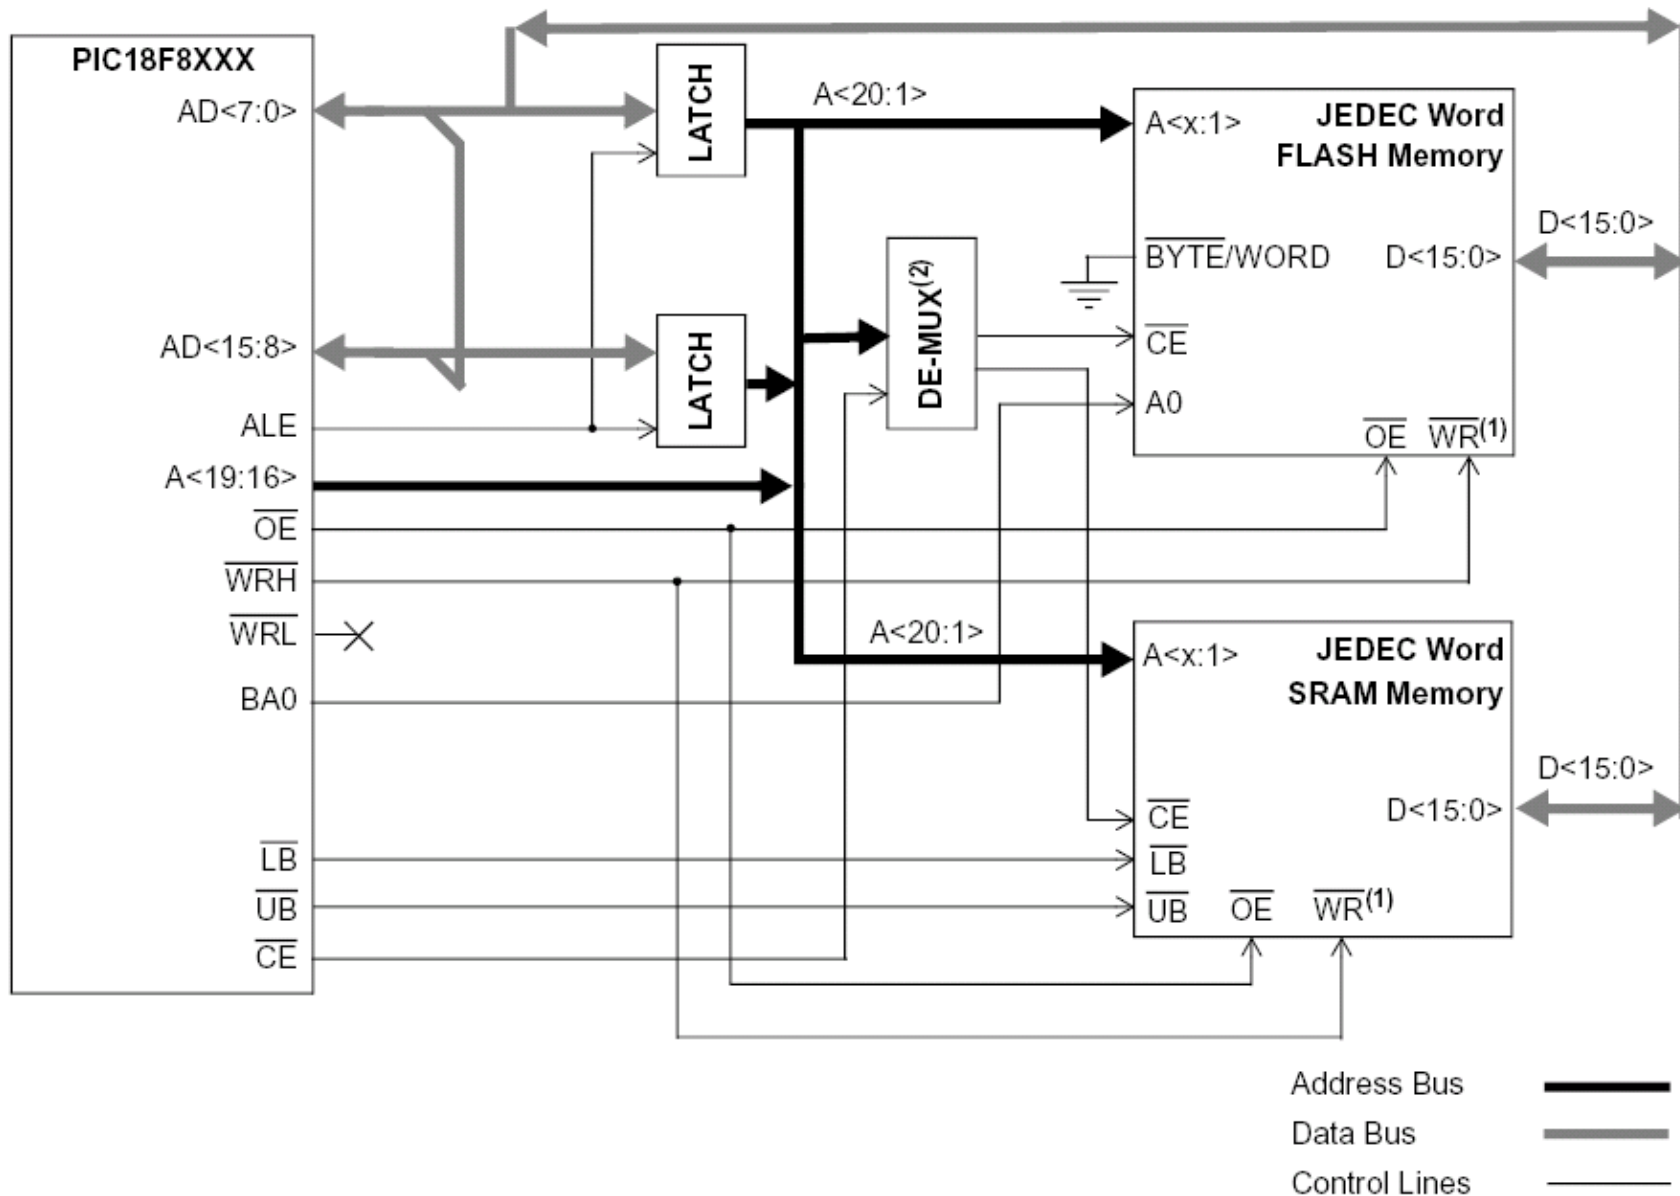 PIC18F8XXX
AD<7:0>
AD<15:8>
ALE
A<19:16>
OE
WRH
WRL
BA0
LB
UB
CE
LATCH
LATCH
A<20:1>
DE-MUX(2)
A<20:1>
A<x:1>
JEDEC Word
FLASH Memory
BYTE/WORD
D<15:0>
CE
A0
OE
WR(1)
D<15:0>
A<x:1>
JEDEC Word
SRAM Memory
D<15:0>
CE
LB
UB
OE
WR(1)
D<15:0>
Address Bus
Data Bus
Control Lines